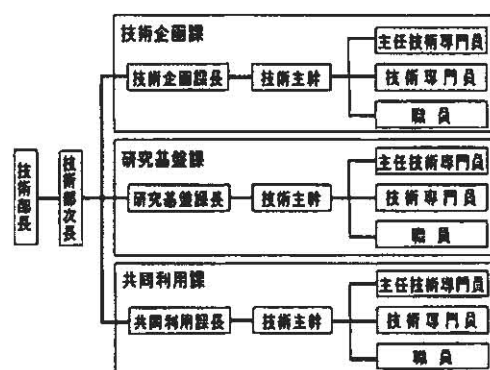 技術部長
技術部次長
技術企画課
技術企画課長
技術主幹
主任技術専門員
技術専門員
職員
研究基盤課
研究基盤課長
技術主幹
主任技術専門員
技術専門員
職員
共同利用課
共同利用課長
技術主幹
主任技術専門員
技術専門員
職員